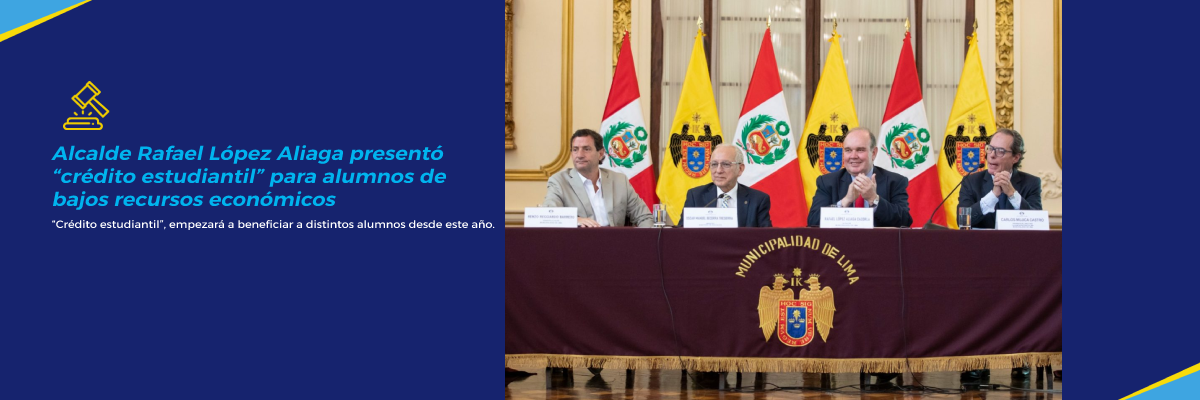 Alcalde Rafael López Aliaga presentó
“crédito estudiantil” para alumnos de
bajos recursos económicos
“Crédito estudiantil”, empezará a beneficiar a distintos alumnos desde este año.
MUNICIPALIDAD DE LIMA
IK